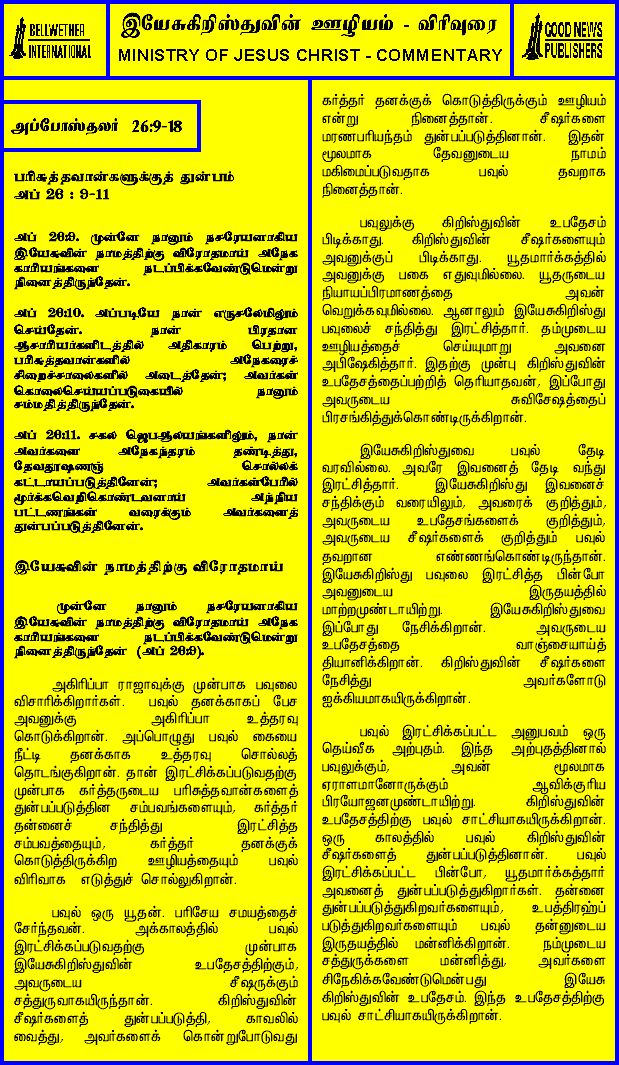 BELLWETHER
INTERNATIONAL
இயேசுகிறிஸ்துவின் ஊழியம் - விரிவுரை
MINISTRY OF JESUS CHRIST - COMMENTARY
GOOD NEWS
PUBLISHERS
அப்போஸ்தலர் 26:9-18
பரிசுத்தவான்களுக்குத் துன்பம்
அப் 26 : 9-11
அப் 26:9. முன்னே நானும் நசரேயனாகிய
இயேசுவின் நாமத்திற்கு விரோதமாய் அநேக
காரியங்களை நடப்பிக்கவேண்டுமென்று
நினைத்திருந்தேன்.
அப் 26:10. அப்படியே நான் எருசலேமிலும்
செய்தேன். நான் பிரதான
ஆசாரியர்களிடத்தில் அதிகாரம் பெற்று,
பரிசுத்தவான்களில் அநேகரைச்
சிறைச்சாலைகளில் அடைத்தேன்; அவர்கள்
கொலைசெய்யப்படுகையில் நானும்
சம்மதித்திருந்தேன்.
அப் 26:11. சகல ஜெபஆலயங்களிலும், நான்
அவர்களை அநேகந்தரம் தண்டித்து,
தேவதூஷணஞ் சொல்லக்
கட்டாயப்படுத்தினேன்; அவர்கள்பேரில்
மூர்க்கவெறிகொண்டவனாய் அந்நிய
பட்டணங்கள் வரைக்கும் அவர்களைத்
துன்பப்படுத்தினேன்.
இயேசுவின் நாமத்திற்கு விரோதமாய்
முன்னே நானும் நசரேயனாகிய
இயேசுவின் நாமத்திற்கு விரோதமாய் அநேக
காரியங்களை நடப்பிக்கவேண்டுமென்று
நினைத்திருந்தேன் (அப் 26:9).
அகிரிப்பா ராஜாவுக்கு முன்பாக பவுலை
விசாரிக்கிறார்கள். பவுல் தனக்காகப் பேச
அவனுக்கு அகிரிப்பா உத்தரவு
கொடுக்கிறான். அப்பொழுது பவுல் கையை
நீட்டி தனக்காக உத்தரவு சொல்லத்
தொடங்குகிறான். தான் இரட்சிக்கப்படுவதற்கு
முன்பாக கர்த்தருடைய பரிசுத்தவான்களைத்
துன்பப்படுத்தின சம்பவங்களையும், கர்த்தர்
தன்னைச் சந்தித்து இரட்சித்த
சம்பவத்தையும், கர்த்தர் தனக்குக்
கொடுத்திருக்கிற ஊழியத்தையும் பவுல்
விரிவாக எடுத்துச் சொல்லுகிறான்.
பவுல் ஒரு யூதன். பரிசேய சமயத்தைச்
சேர்ந்தவன். அக்காலத்தில் பவுல்
இரட்சிக்கப்படுவதற்கு முன்பாக
இயேசுகிறிஸ்துவின் உபதேசத்திற்கும்,
அவருடைய சீஷருக்கும்
சத்துருவாகயிருந்தான். கிறிஸ்துவின்
சீஷர்களைத் துன்பப்படுத்தி, காவலில்
வைத்து, அவர்களைக் கொன்றுபோடுவது
கர்த்தர் தனக்குக் கொடுத்திருக்கும் ஊழியம்
என்று நினைத்தான். சீஷர்களை
மரணபரியந்தம் துன்பப்படுத்தினான். இதன்
மூலமாக தேவனுடைய நாமம்
மகிமைப்படுவதாக பவுல் தவறாக
நினைத்தான்.
பவுலுக்கு கிறிஸ்துவின் உபதேசம்
பிடிக்காது. கிறிஸ்துவின் சீஷர்களையும்
அவனுக்குப் பிடிக்காது. யூதமார்க்கத்தில்
அவனுக்கு பகை எதுவுமில்லை. யூதருடைய
நியாயப்பிரமாணத்தை அவன்
வெறுக்கவுமில்லை. ஆனாலும் இயேசுகிறிஸ்து
பவுலைச் சந்தித்து இரட்சித்தார். தம்முடைய
ஊழியத்தைச் செய்யுமாறு அவனை
அபிஷேகித்தார். இதற்கு முன்பு கிறிஸ்துவின்
உபதேசத்தைப்பற்றித் தெரியாதவன், இப்போது
அவருடைய சுவிசேஷத்தைப்
பிரசங்கித்துக்கொண்டிருக்கிறான்.
இயேசுகிறிஸ்துவை பவுல் தேடி
வரவில்லை. அவரே இவனைத் தேடி வந்து
இரட்சித்தார். இயேசுகிறிஸ்து இவனைச்
சந்திக்கும் வரையிலும், அவரைக் குறித்தும்,
அவருடைய உபதேசங்களைக் குறித்தும்,
அவருடைய சீஷர்களைக் குறித்தும் பவுல்
தவறான எண்ணங்கொண்டிருந்தான்.
இயேசுகிறிஸ்து பவுலை இரட்சித்த பின்போ
அவனுடைய இருதயத்தில்
மாற்றமுண்டாயிற்று. இயேசுகிறிஸ்துவை
இப்போது நேசிக்கிறான். அவருடைய
உபதேசத்தை வாஞ்சையாய்த்
தியானிக்கிறான். கிறிஸ்துவின் சீஷர்களை
நேசித்து அவர்களோடு
ஐக்கியமாகயிருக்கிறான்.
பவுல் இரட்சிக்கப்பட்ட அனுபவம் ஒரு
தெய்வீக அற்புதம். இந்த அற்புதத்தினால்
பவுலுக்கும், அவன் மூலமாக
ஏராளமானோருக்கும் ஆவிக்குரிய
பிரயோஜனமுண்டாயிற்று. கிறிஸ்துவின்
உபதேசத்திற்கு பவுல் சாட்சியாகயிருக்கிறான்.
ஒரு காலத்தில் பவுல் கிறிஸ்துவின்
சீஷர்களைத் துன்பப்படுத்தினான். பவுல்
இரட்சிக்கப்பட்ட பின்போ, யூதமார்க்கத்தார்
அவனைத் துன்பப்படுத்துகிறார்கள். தன்னை
துன்பப்படுத்துகிறவர்களையும், உபத்திரஹப்
படுத்துகிறவர்களையும் பவுல் தன்னுடைய
இருதயத்தில் மன்னிக்கிறான். நம்முடைய
சத்துருக்களை மன்னித்து, அவர்களை
சிநேகிக்கவேண்டுமென்பது இயேசு
கிறிஸ்துவின் உபதேசம். இந்த உபதேசத்திற்கு
பவுல் சாட்சியாகயிருக்கிறான்.